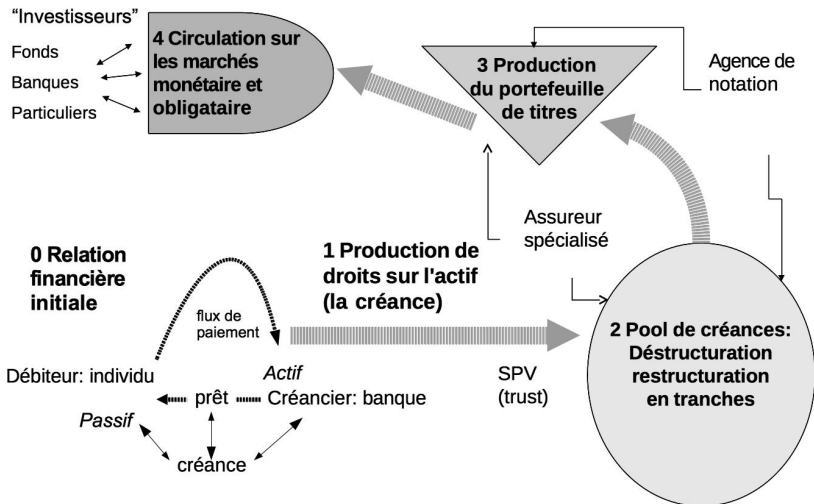 “Investisseurs”
Fonds
Banques
Particuliers
4 Circulation sur
les marchés
monétaire et
obligataire
3 Production
du portefeuille
de titres
Agence de
notation
Assureur
spécialisé
0 Relation
financière
initiale
1 Production de
droits sur l'actif
(la créance)
flux de
paiement
2 Pool de créances:
Déstructuration
restructuration
en tranches
Débiteur: individu
Actif
prêt
Créancier: banque
SPV
(trust)
Passif
créance